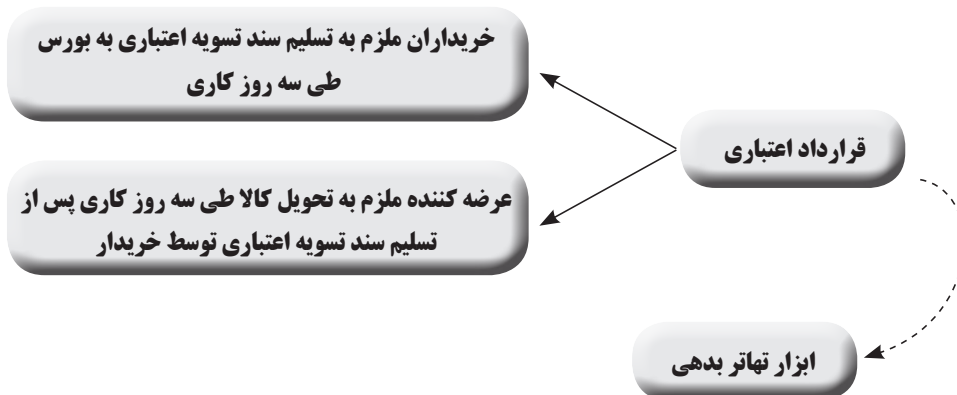 خریداران ملزم به تسلیم سند تسویه اعتباری به بورس
طی سه روز کاری
قرارداد اعتباری
عرضه کننده ملزم به تحویل کالا طی سه روز کاری پس از
تسلیم سند تسویه اعتباری توسط خریدار
ابزار تهاتر بدهی